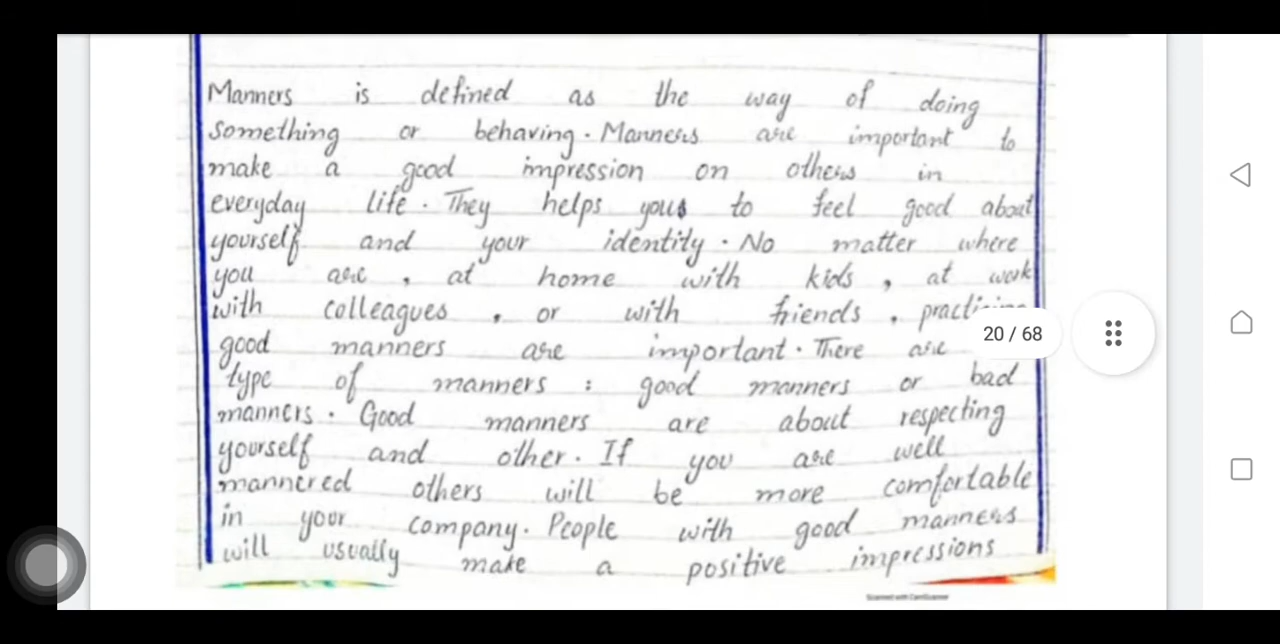 Manners is defined as the way of doing
something or behaving. Manners are important to
make a good impression on others in
everyday life. They helps yous to feel good about
yourself and your identity. No matter where
you are, at home with kids, at work
with colleagues, or with friends, practicing
20 / 68
good manners are important. There are
type of manners : good manners or bad
manners. Good manners are about respecting
yourself and other. If you are well
mannered others will be more comfortable
in your company. People with good manners
will usually make a positive impressions
Scanned with CamScanner